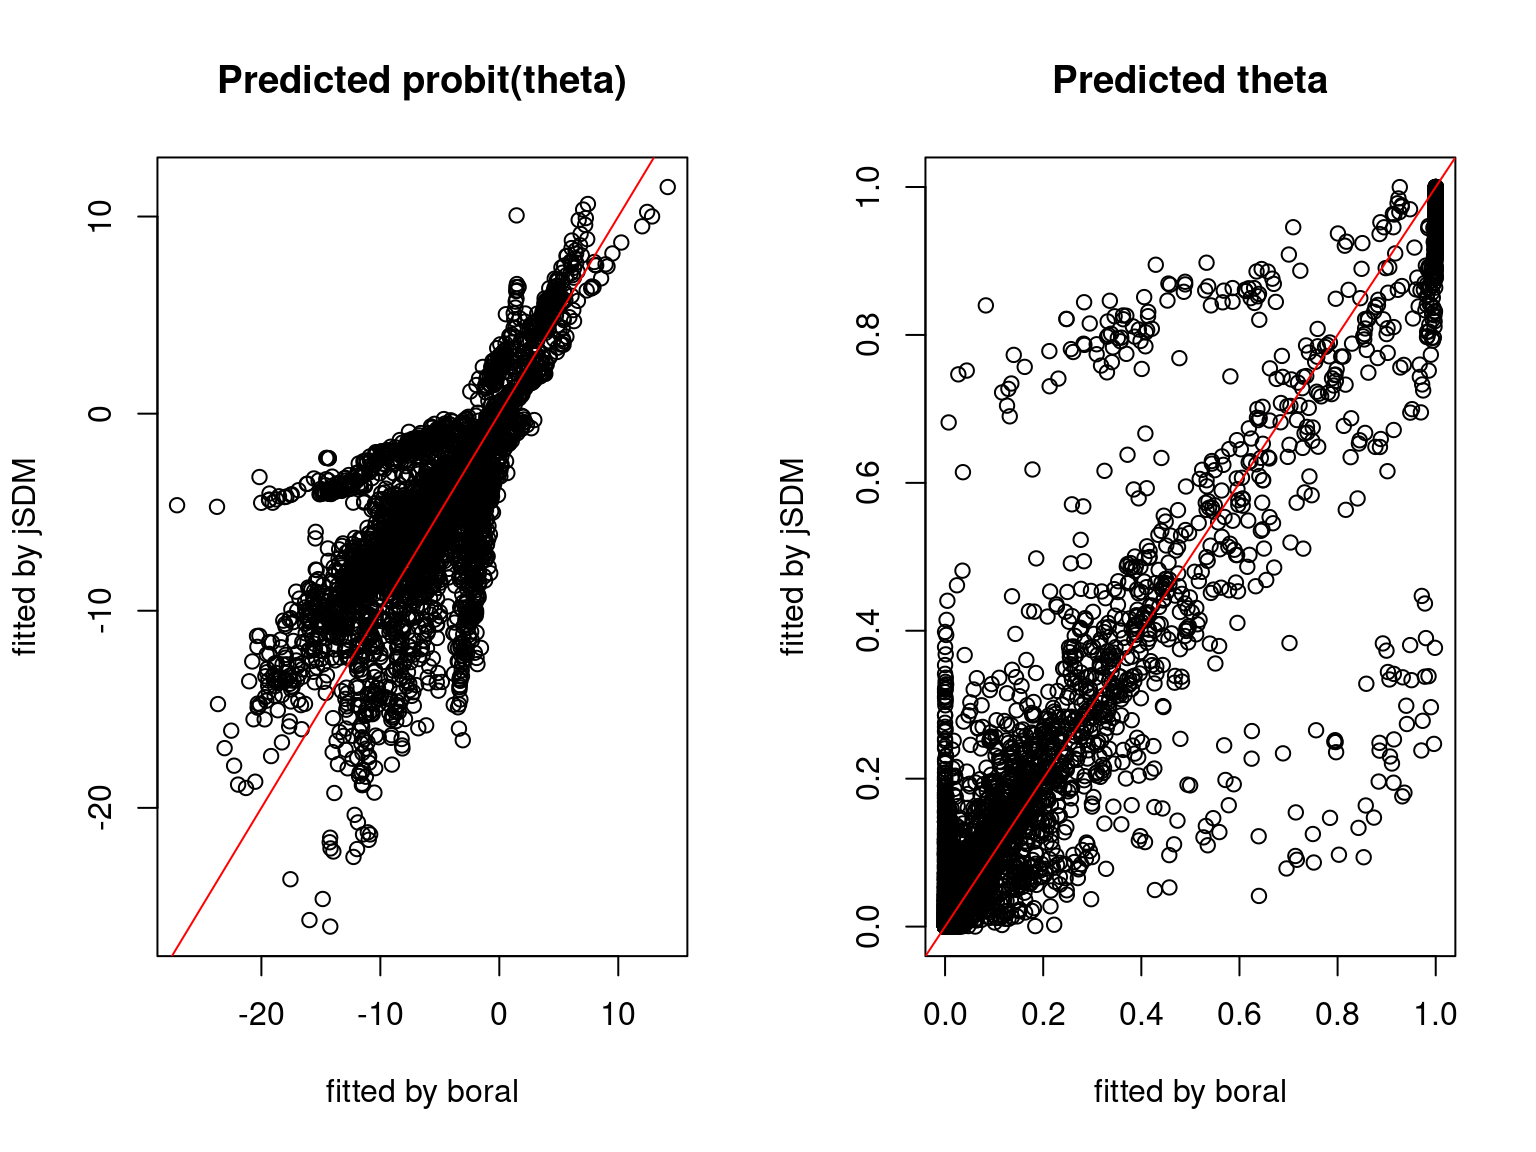 Predicted probit(theta)
fitted by jSDM
10
0
-10
-20
-20 -10 0 10
fitted by boral
Predicted theta
fitted by jSDM
1.0
0.8
0.6
0.4
0.2
0.0
0.0 0.2 0.4 0.6 0.8 1.0
fitted by boral